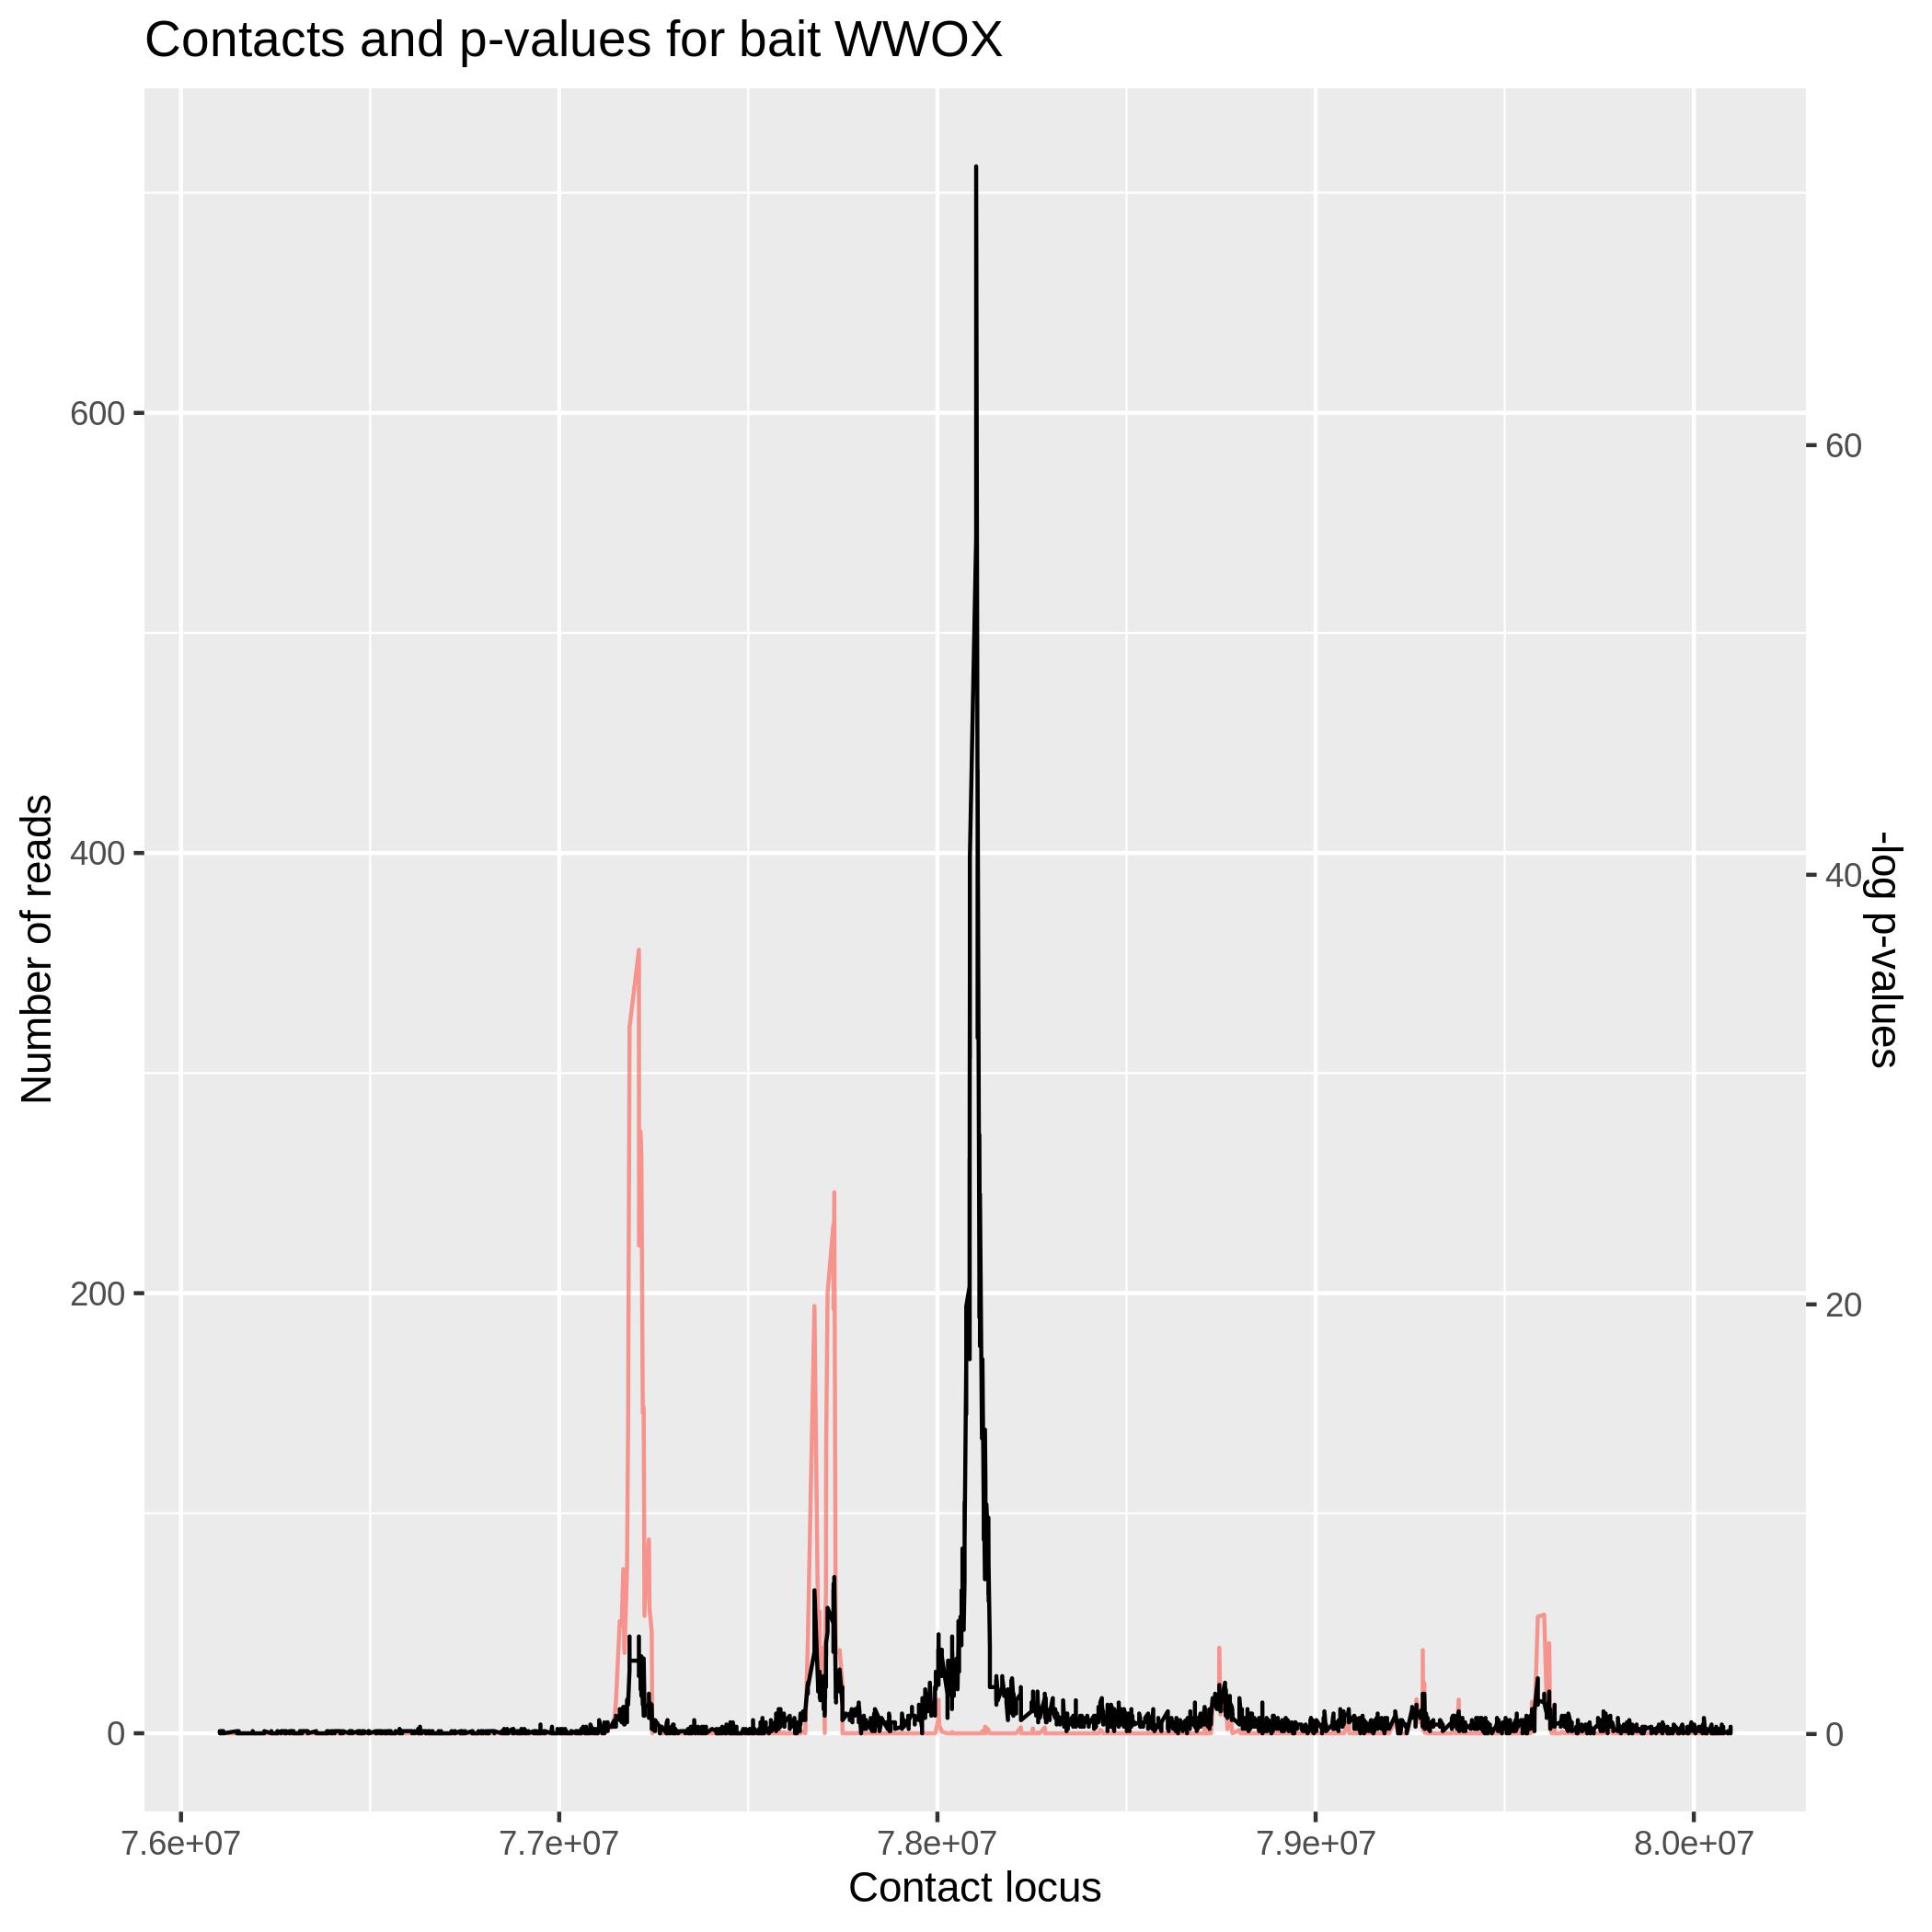 Contacts and p-values for bait WWOX
Number of reads
600
400
200
0
60
40
20
0
-log p-values
7.6e+07 7.7e+07 7.8e+07 7.9e+07 8.0e+07
Contact locus